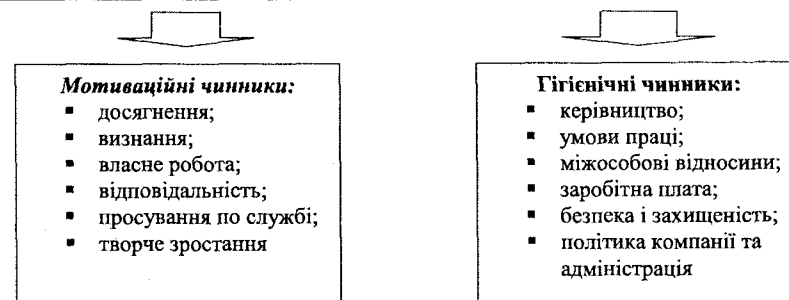 Мотиваційні чинники:
▪ досягнення;
▪ визнання;
▪ власне робота;
▪ відповідальність;
▪ просування по службі;
▪ творче зростання
Гігієнічні чинники:
▪ керівництво;
▪ умови праці;
▪ міжособові відносини;
▪ заробітна плата;
▪ безпека і захищеність;
▪ політика компанії та
адміністрація